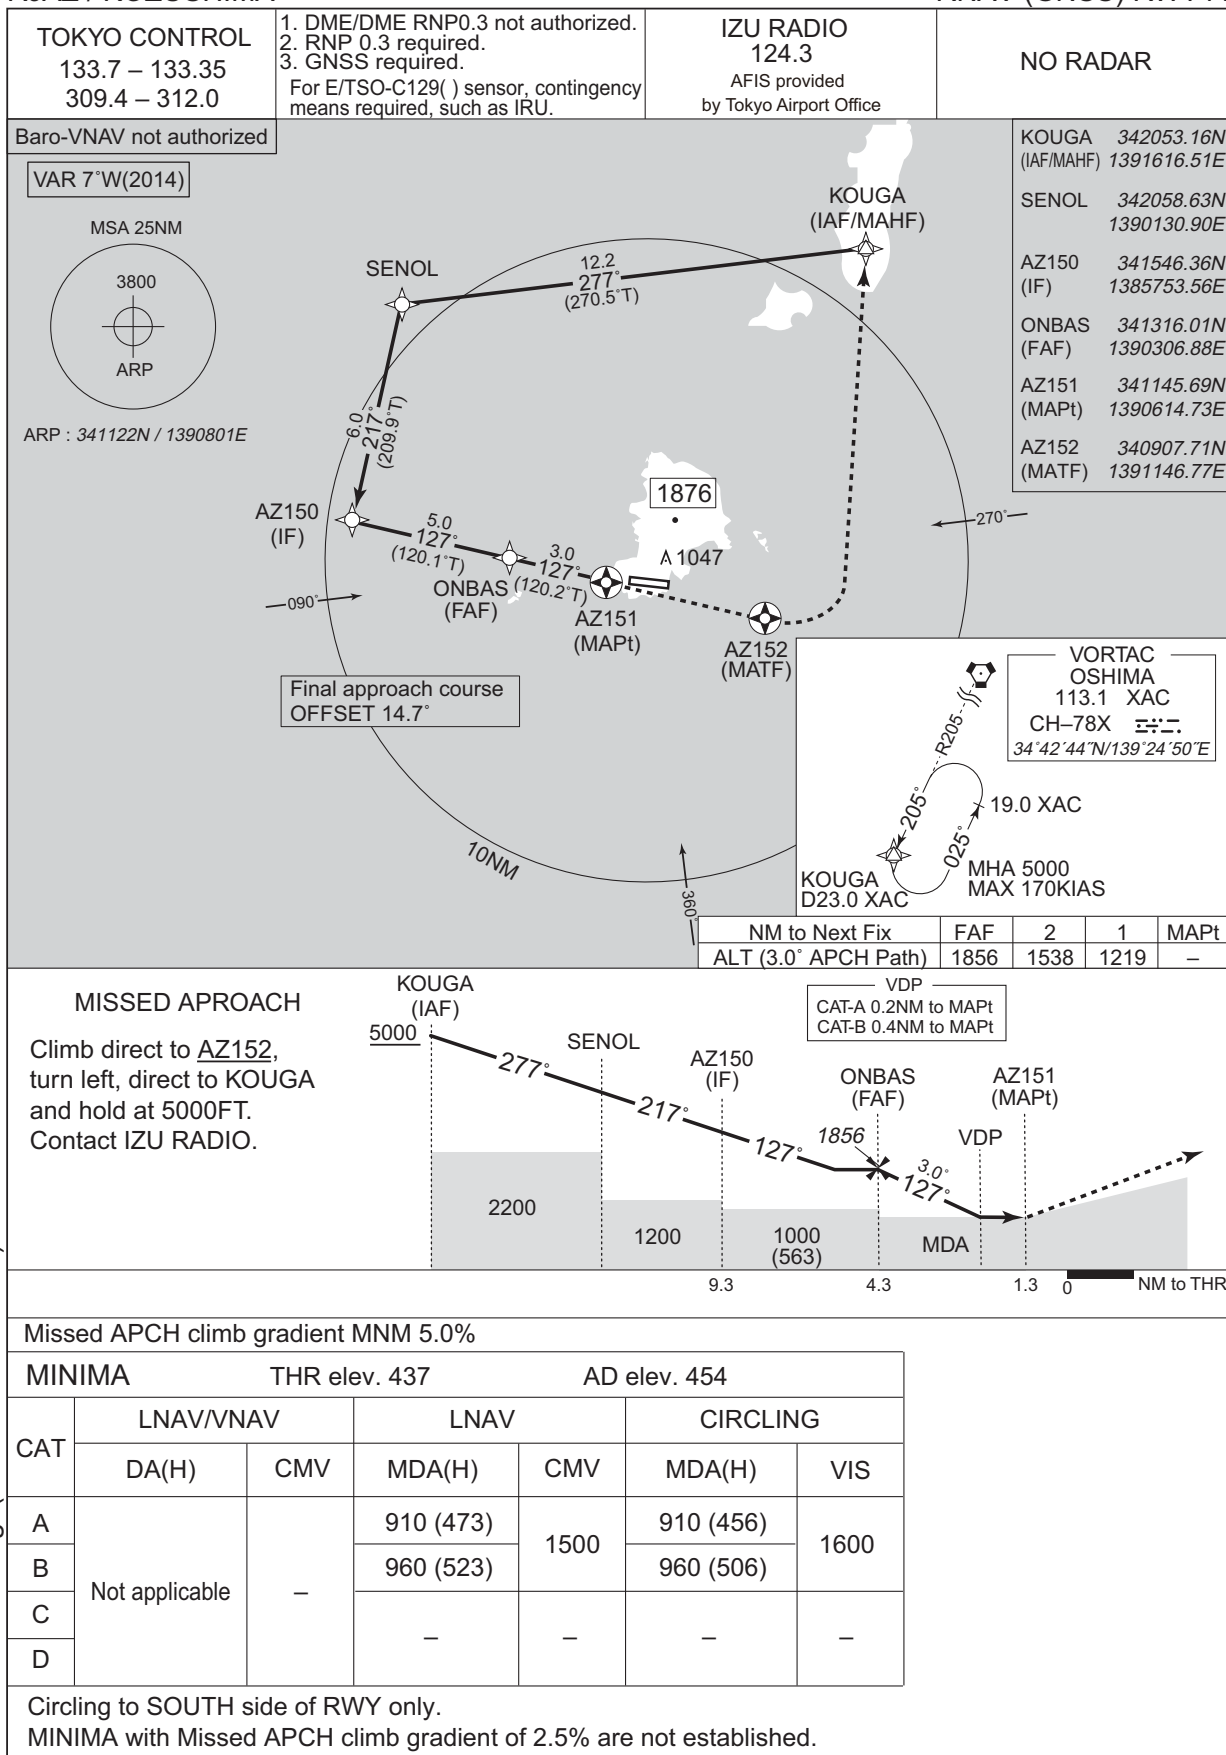 TOKYO CONTROL
133.7 – 133.35
309.4 – 312.0
1. DME/DME RNP0.3 not authorized.
2. RNP 0.3 required.
3. GNSS required.
For E/TSO-C129( ) sensor, contingency
means required, such as IRU.
IZU RADIO
124.3
AFIS provided
by Tokyo Airport Office
NO RADAR
Baro-VNAV not authorized
VAR 7°W(2014)
MSA 25NM
3800
ARP
ARP : 341122N / 1390801E
KOUGA 342053.16N
(IAF/MAHF) 1391616.51E
SENOL 342058.63N
1390130.90E
AZ150 341546.36N
(IF) 1385753.56E
ONBAS 341316.01N
(FAF) 1390306.88E
AZ151 341145.69N
(MAPt) 1390614.73E
AZ152 340907.71N
(MATF) 1391146.77E
KOUGA
(IAF/MAHF)
SENOL
12.2
277°
(270.5°T)
6.0
217°
(209.9°T)
AZ150
(IF)
5.0
127°
(120.1°T)
ONBAS
(FAF)
3.0
127°
(120.2°T)
AZ151
(MAPt)
1876
1047
AZ152
(MATF)
270°
090°
360°
10NM
Final approach course
OFFSET 14.7°
VORTAC
OSHIMA
113.1 XAC
CH–78X
34°42´44˝N/139°24´50˝E
R205
205°
025°
19.0 XAC
KOUGA
D23.0 XAC
MHA 5000
MAX 170KIAS
NM to Next Fix FAF 2 1 MAPt
ALT (3.0° APCH Path) 1856 1538 1219 –
MISSED APROACH
Climb direct to AZ152,
turn left, direct to KOUGA
and hold at 5000FT.
Contact IZU RADIO.
KOUGA
(IAF)
5000
277°
SENOL
217°
AZ150
(IF)
127°
1856
ONBAS
(FAF)
3.0°
127°
VDP
CAT-A 0.2NM to MAPt
CAT-B 0.4NM to MAPt
VDP
AZ151
(MAPt)
2200
1200
1000
(563)
MDA
9.3 4.3 1.3 0 NM to THR
Missed APCH climb gradient MNM 5.0%
MINIMA THR elev. 437 AD elev. 454
CAT LNAV/VNAV LNAV CIRCLING
DA(H) CMV MDA(H) CMV MDA(H) VIS
A 910 (473) 910 (456)
1500 1600
B 960 (523) 960 (506)
Not applicable –
C
– – – –
D
Circling to SOUTH side of RWY only.
MINIMA with Missed APCH climb gradient of 2.5% are not established.